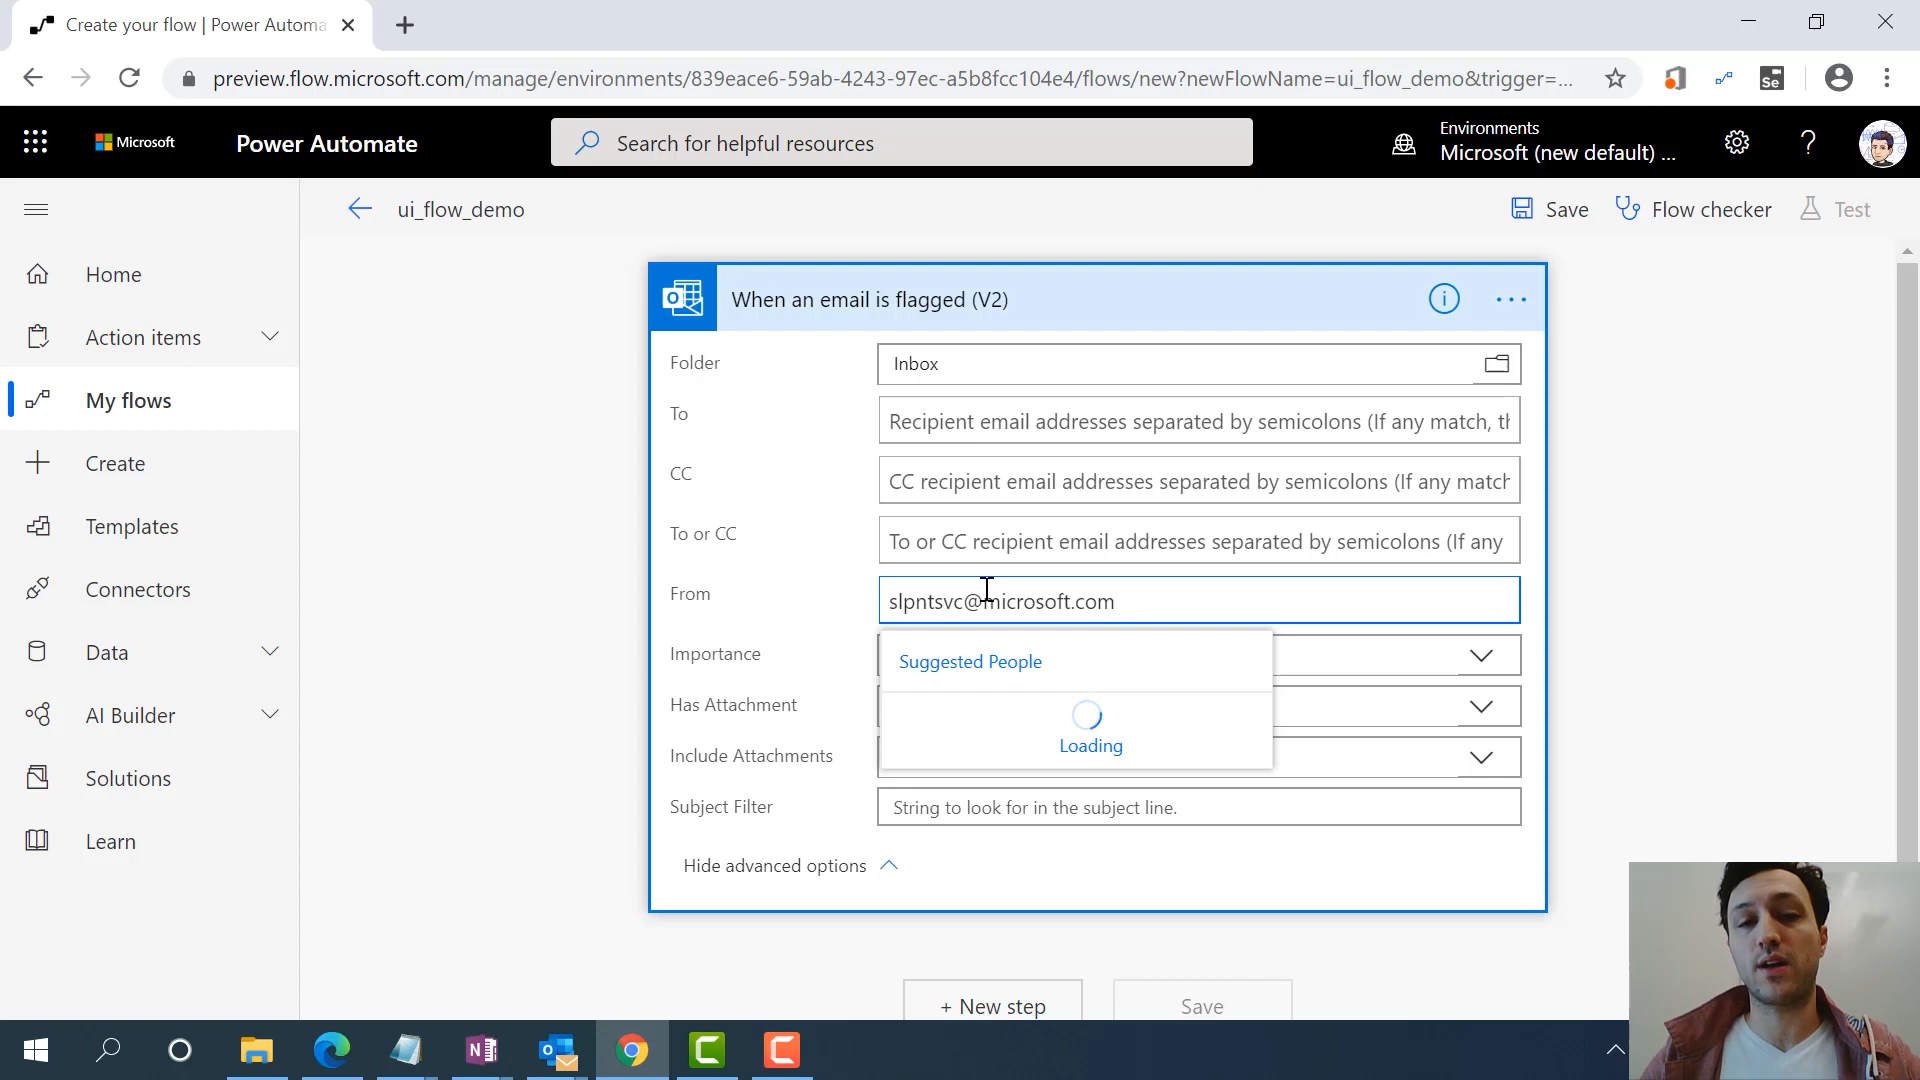 Create your flow | Power Automa
preview.flow.microsoft.com/manage/environments/839eace6-59ab-4243-97ec-a5b8fcc104e4/flows/new?newFlowName=ui_flow_demo&trigger=...
Se
Microsoft
Power Automate
Search for helpful resources
Environments
Microsoft (new default) ...
?
ui_flow_demo
Save
Flow checker
Test
Home
Action items
My flows
Create
Templates
Connectors
Data
AI Builder
Solutions
Learn
When an email is flagged (V2)
Folder
Inbox
To
Recipient email addresses separated by semicolons (If any match, th
CC
CC recipient email addresses separated by semicolons (If any match
To or CC
To or CC recipient email addresses separated by semicolons (If any
From
slpntsvc@microsoft.com
Importance
Suggested People
Has Attachment
Loading
Include Attachments
Subject Filter
String to look for in the subject line.
Hide advanced options
+ New step
Save